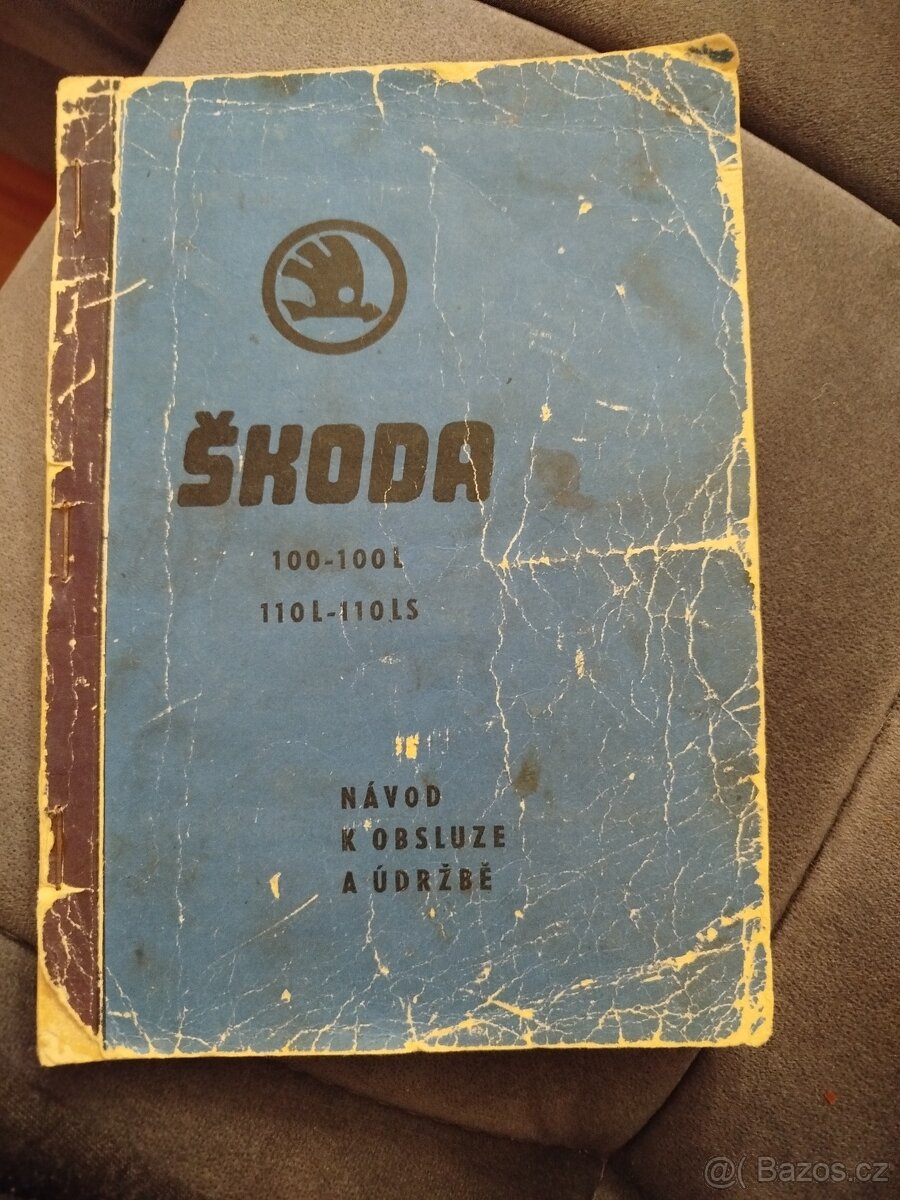 ŠKODA
100-100L
110L-110LS
NÁVOD
K OBSLUZE
A ÚDRŽBĚ
@( Bazos.cz